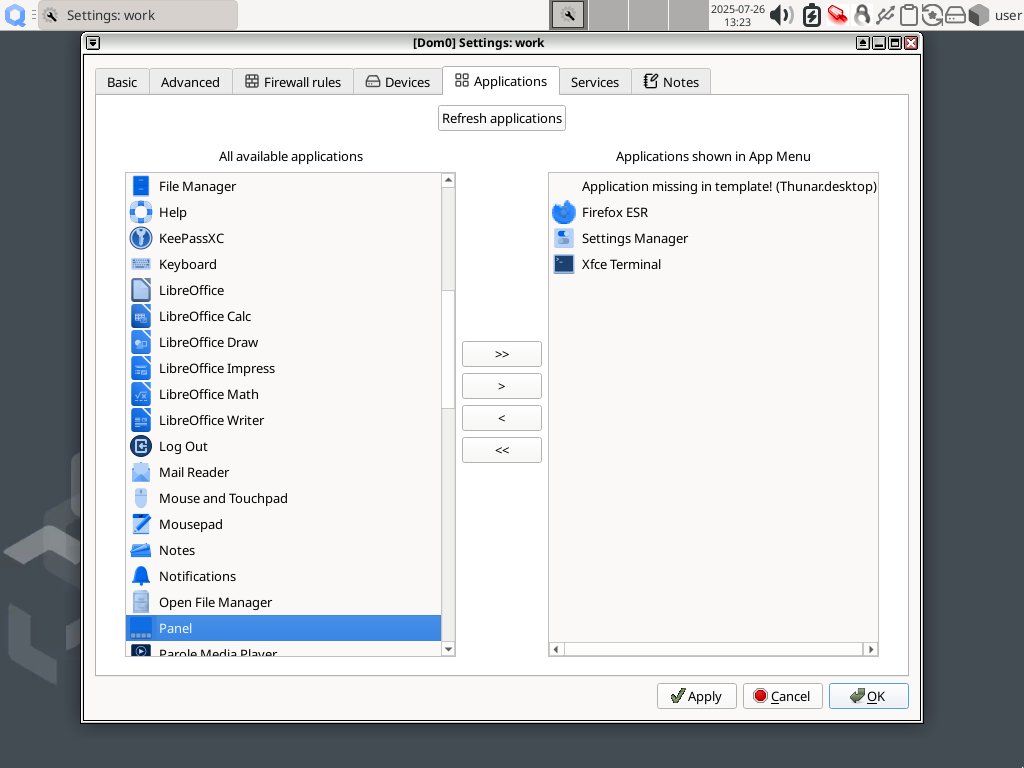 Settings: work
2025-07-26
13:23
user
[Dom0] Settings: work
Basic
Advanced
Firewall rules
Devices
Applications
Services
Notes
Refresh applications
All available applications
Applications shown in App Menu
File Manager
Help
KeePassXC
Keyboard
LibreOffice
LibreOffice Calc
LibreOffice Draw
LibreOffice Impress
LibreOffice Math
LibreOffice Writer
Log Out
Mail Reader
Mouse and Touchpad
Mousepad
Notes
Notifications
Open File Manager
Panel
Parole Media Player
>>
>
<
<<
Application missing in template! (Thunar.desktop)
Firefox ESR
Settings Manager
Xfce Terminal
Apply
Cancel
OK